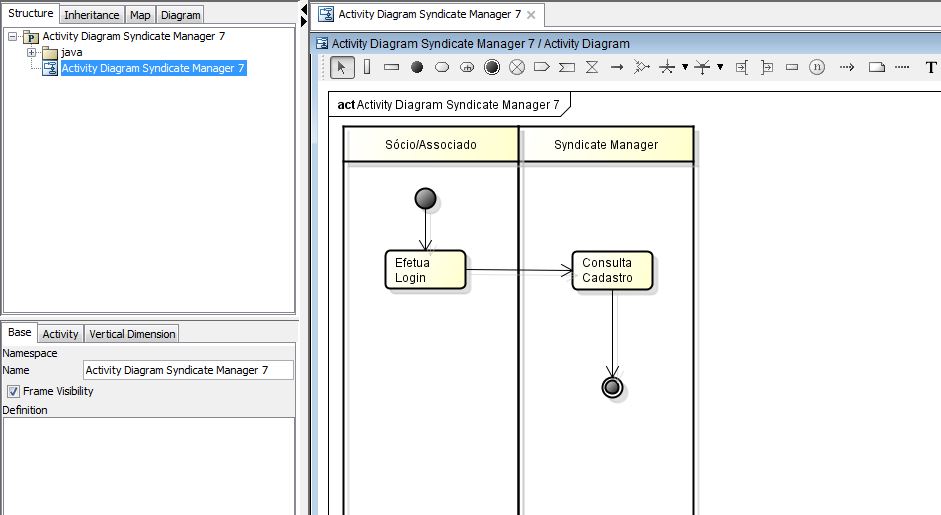 Structure Inheritance Map Diagram
Activity Diagram Syndicate Manager 7
java
Activity Diagram Syndicate Manager 7
Base Activity Vertical Dimension
Namespace
Name Activity Diagram Syndicate Manager 7
Frame Visibility
Definition
Activity Diagram Syndicate Manager 7
Activity Diagram Syndicate Manager 7 / Activity Diagram
n T
act Activity Diagram Syndicate Manager 7
Sócio/Associado Syndicate Manager
Efetua
Login
Consulta
Cadastro